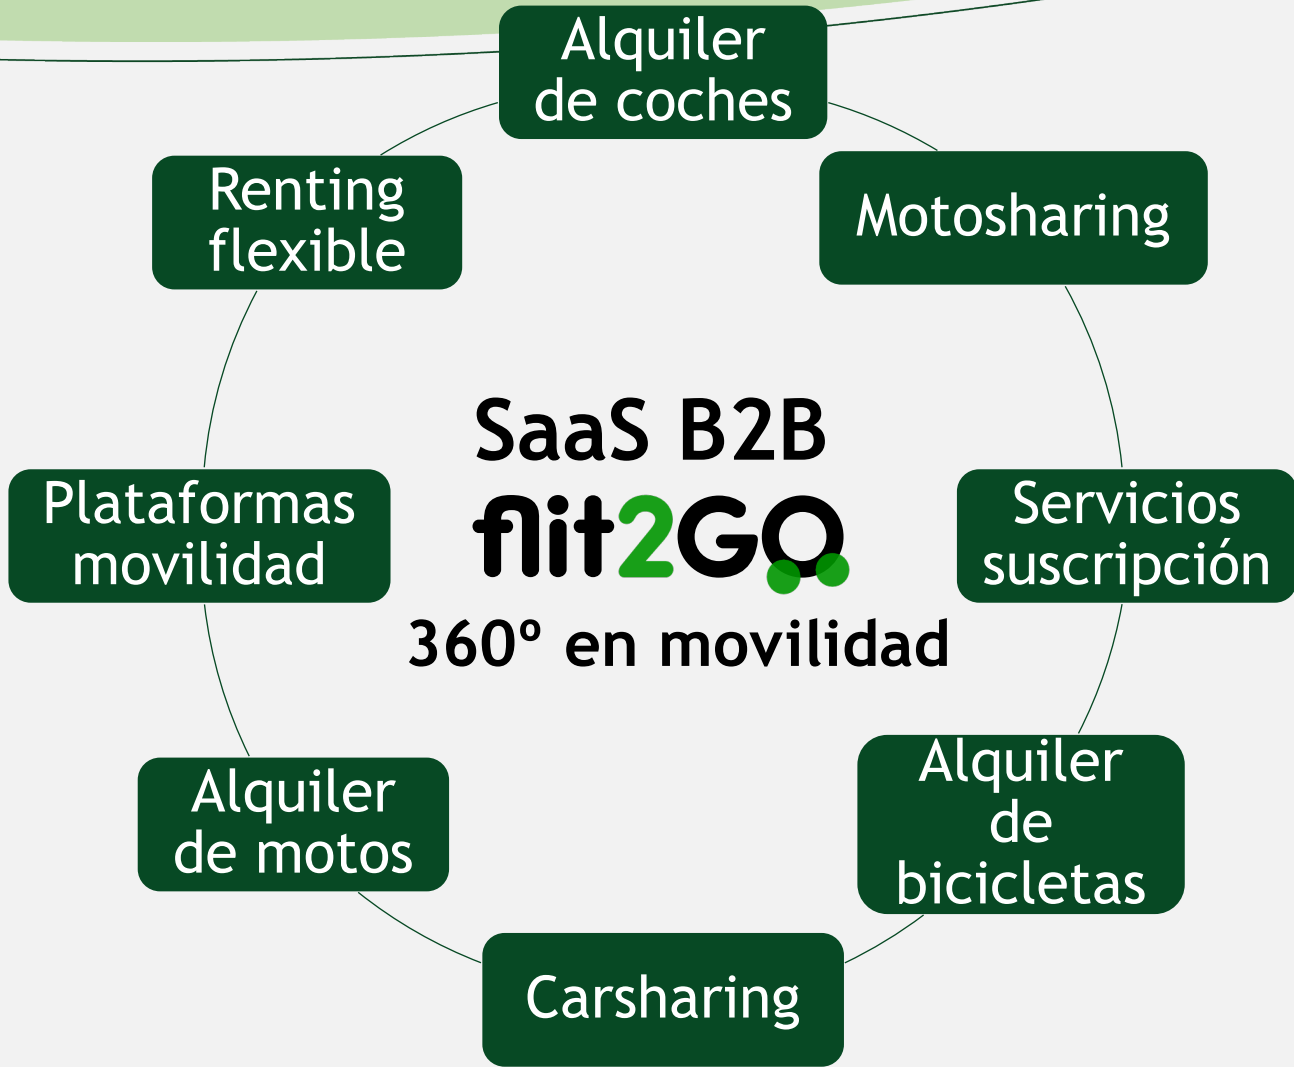 Alquiler
de coches
Motosharing
Servicios
suscripción
Alquiler
de
bicicletas
Carsharing
Alquiler
de motos
Plataformas
movilidad
Renting
flexible
SaaS B2B
flit2GO
360º en movilidad